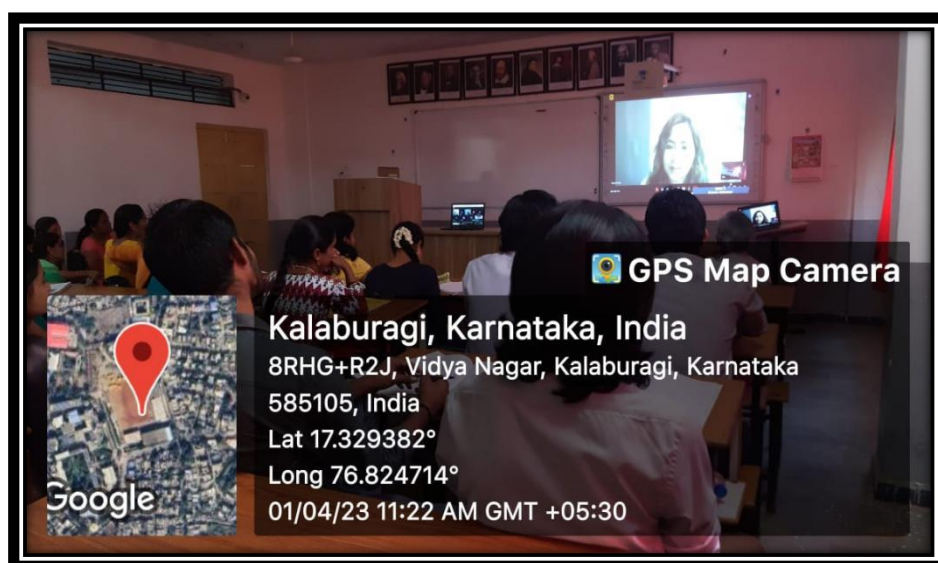 GPS Map Camera
Kalaburagi, Karnataka, India
8RHG+R2J, Vidya Nagar, Kalaburagi, Karnataka
585105, India
Lat 17.329382°
Long 76.824714°
01/04/23 11:22 AM GMT +05:30
Google